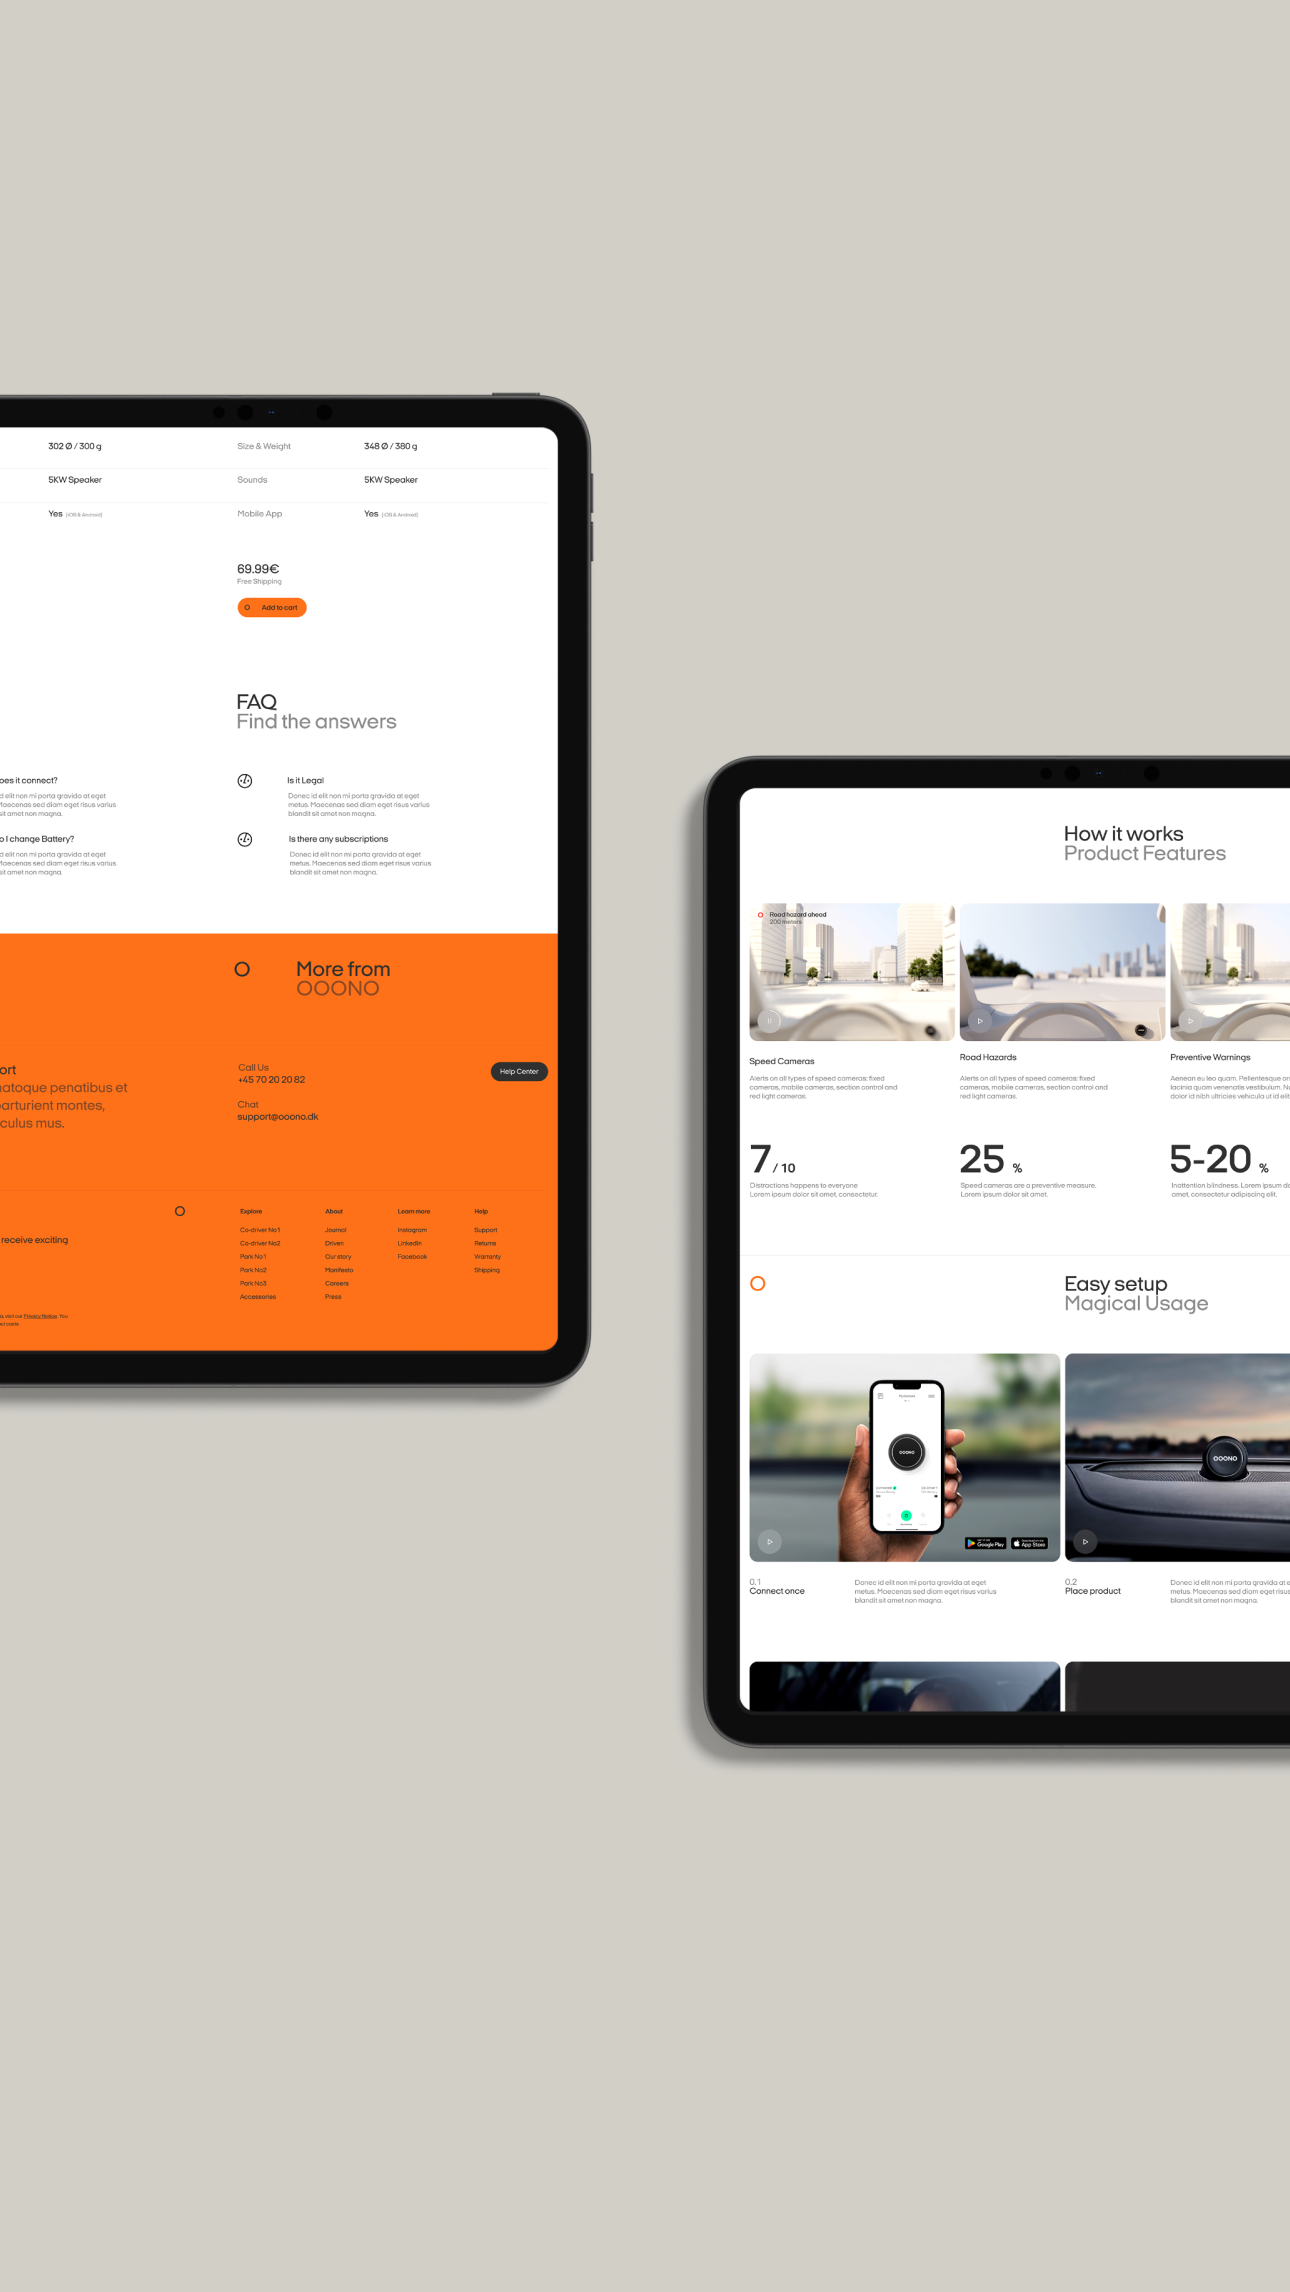 302 Ø / 300 g
Size & Weight
348 Ø / 380 g
5KW Speaker
Sounds
5KW Speaker
Yes (iOS & Android)
Mobile App
Yes (iOS & Android)
69.99€
Free Shipping
Add to cart
FAQ
Find the answers
oes it connect?
d elit non mi porta gravida at eget
Maecenas sed diam eget risus varius
sit amet non magna.
Is it Legal
Donec id elit non mi porta gravida at eget
metus. Maecenas sed diam eget risus varius
blandit sit amet non magna.
o I change Battery?
d elit non mi porta gravida at eget
Maecenas sed diam eget risus varius
sit amet non magna.
Is there any subscriptions
Donec id elit non mi porta gravida at eget
metus. Maecenas sed diam eget risus varius
blandit sit amet non magna.
More from
OOONO
ort
natoque penatibus et
parturient montes,
culus mus.
Call Us
+45 70 20 20 82
Chat
support@ooono.dk
Help Center
receive exciting
visit our Privacy Notice. You
Explore
Co-driver No1
Co-driver No2
Park No1
Park No2
Park No3
Accessories
About
Journal
Driven
Our story
Manifesto
Careers
Press
Learn more
Instagram
LinkedIn
Facebook
Help
Support
Returns
Warranty
Shipping
How it works
Product Features
Road hazard ahead
200 meters
Speed Cameras
Alerts on all types of speed cameras: fixed
cameras, mobile cameras, section control and
red light cameras.
Road Hazards
Alerts on all types of speed cameras: fixed
cameras, mobile cameras, section control and
red light cameras.
Preventive Warnings
Aenean eu leo quam. Pellentesque or
lacinia quam venenatis vestibulum. N
dolor id nibh ultricies vehicula ut id elit
7 / 10
Distractions happens to everyone
Lorem ipsum dolor sit amet, consectetur.
25 %
Speed cameras are a preventive measure.
Lorem ipsum dolor sit amet.
5-20 %
Inattention blindness. Lorem ipsum do
amet, consectetur adipiscing elit.
Easy setup
Magical Usage
OOONO
Google Play
App Store
OOONO
0.1
Connect once
Donec id elit non mi porta gravida at eget
metus. Maecenas sed diam eget risus varius
blandit sit amet non magna.
0.2
Place product
Donec id elit non mi porta gravida at e
metus. Maecenas sed diam eget risus
blandit sit amet non magna.